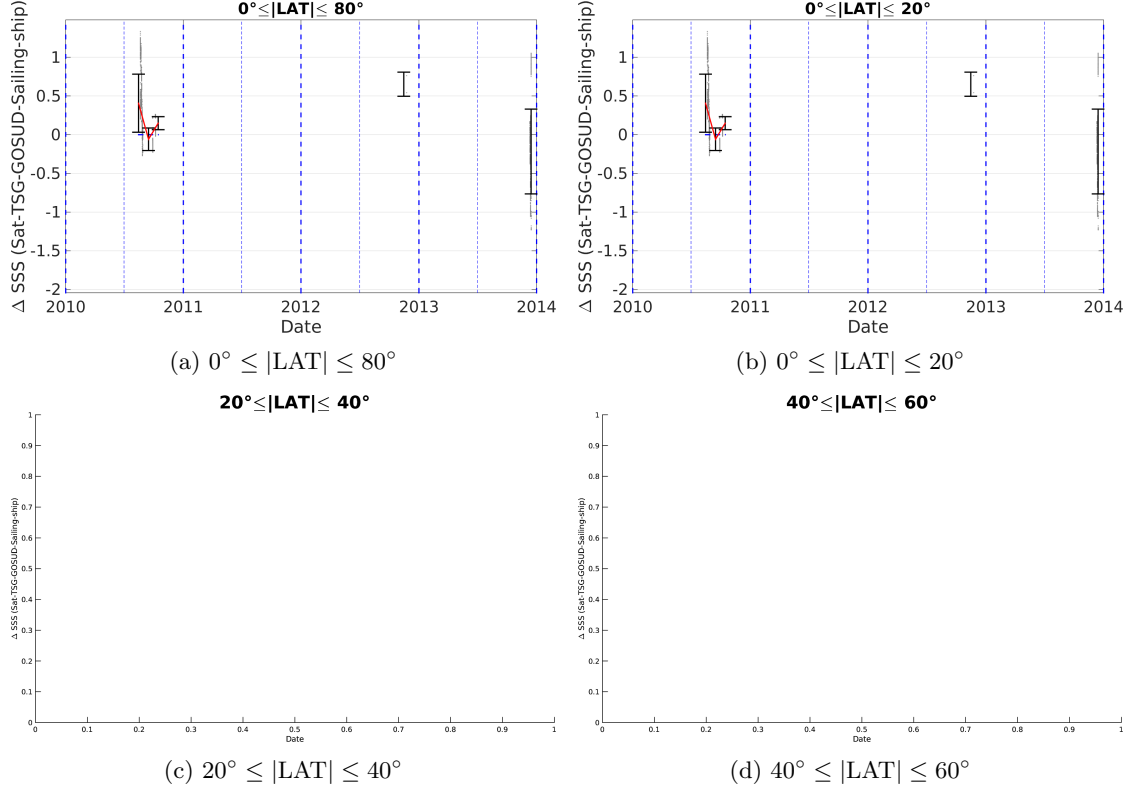 0°≤|LAT|≤ 80°
Δ SSS (Sat-TSG-GOSUD-Sailing-ship)
1
0.5
0
-0.5
-1
-1.5
-2
2010 2011 2012 2013 2014
Date
(a) 0° ≤ |LAT| ≤ 80°
0°≤|LAT|≤ 20°
Δ SSS (Sat-TSG-GOSUD-Sailing-ship)
1
0.5
0
-0.5
-1
-1.5
-2
2010 2011 2012 2013 2014
Date
(b) 0° ≤ |LAT| ≤ 20°
20°≤|LAT|≤ 40°
Δ SSS (Sat-TSG-GOSUD-Sailing-ship)
1
0.9
0.8
0.7
0.6
0.5
0.4
0.3
0.2
0.1
0
0 0.1 0.2 0.3 0.4 0.5 0.6 0.7 0.8 0.9 1
Date
(c) 20° ≤ |LAT| ≤ 40°
40°≤|LAT|≤ 60°
Δ SSS (Sat-TSG-GOSUD-Sailing-ship)
1
0.9
0.8
0.7
0.6
0.5
0.4
0.3
0.2
0.1
0
0 0.1 0.2 0.3 0.4 0.5 0.6 0.7 0.8 0.9 1
Date
(d) 40° ≤ |LAT| ≤ 60°